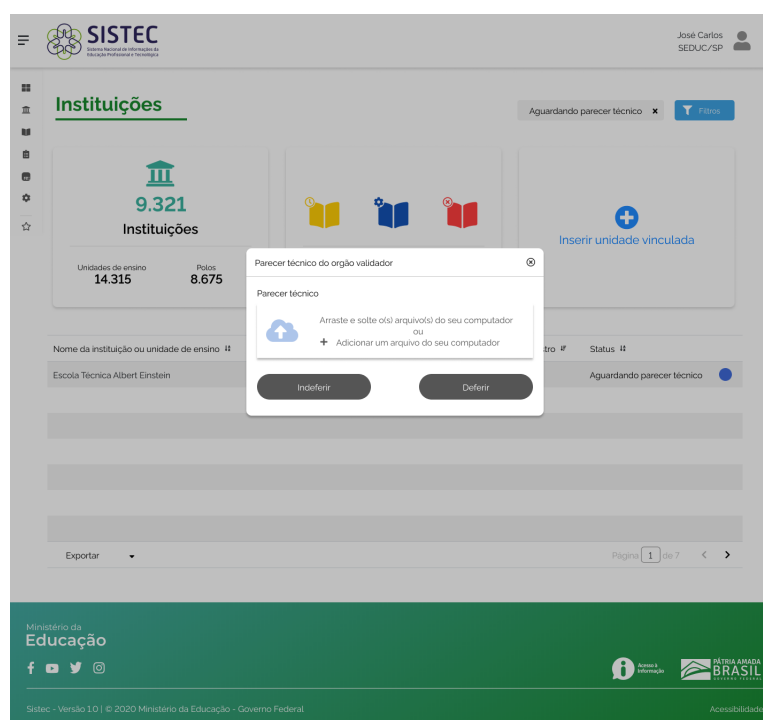 SISTEC
Sistema Nacional de Informações da
Educação Profissional e Tecnológica
José Carlos
SEDUC/SP
Instituições
Aguardando parecer técnico ×
Filtros
9.321
Instituições
Unidades de ensino Polos
14.315 8.675
Inserir unidade vinculada
Parecer técnico do orgão validador
Parecer técnico
Arraste e solte o(s) arquivo(s) do seu computador
ou
+ Adicionar um arquivo do seu computador
Indeferir Deferir
Nome da instituição ou unidade de ensino tro Status
Escola Técnica Albert Einstein Aguardando parecer técnico
Exportar Página 1 de 7
Ministério da
Educação
Acesso à
Informação
PÁTRIA AMADA
BRASIL
GOVERNO FEDERAL
Sistec - Versão 1.0 | © 2020 Ministério da Educação - Governo Federal Acessibilidade